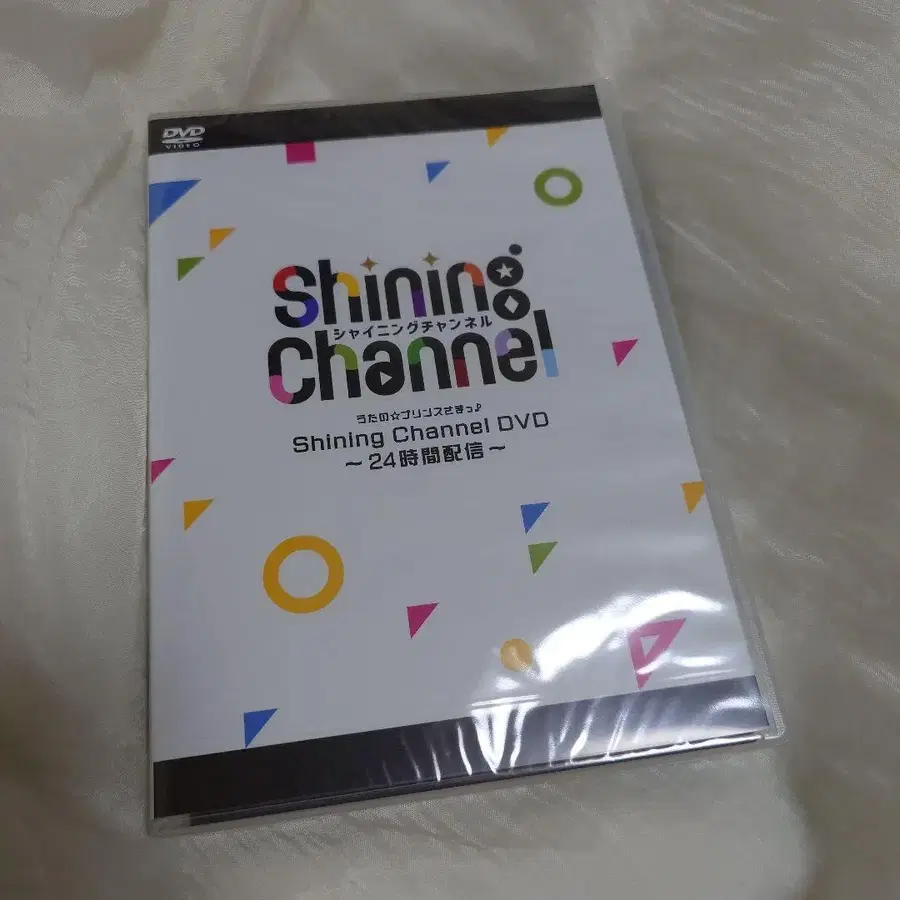 DVD
VIDEO
Shining
シャイニングチャンネル
Channel
うたの☆プリンスさまっ♪
Shining Channel DVD
～24時間配信～